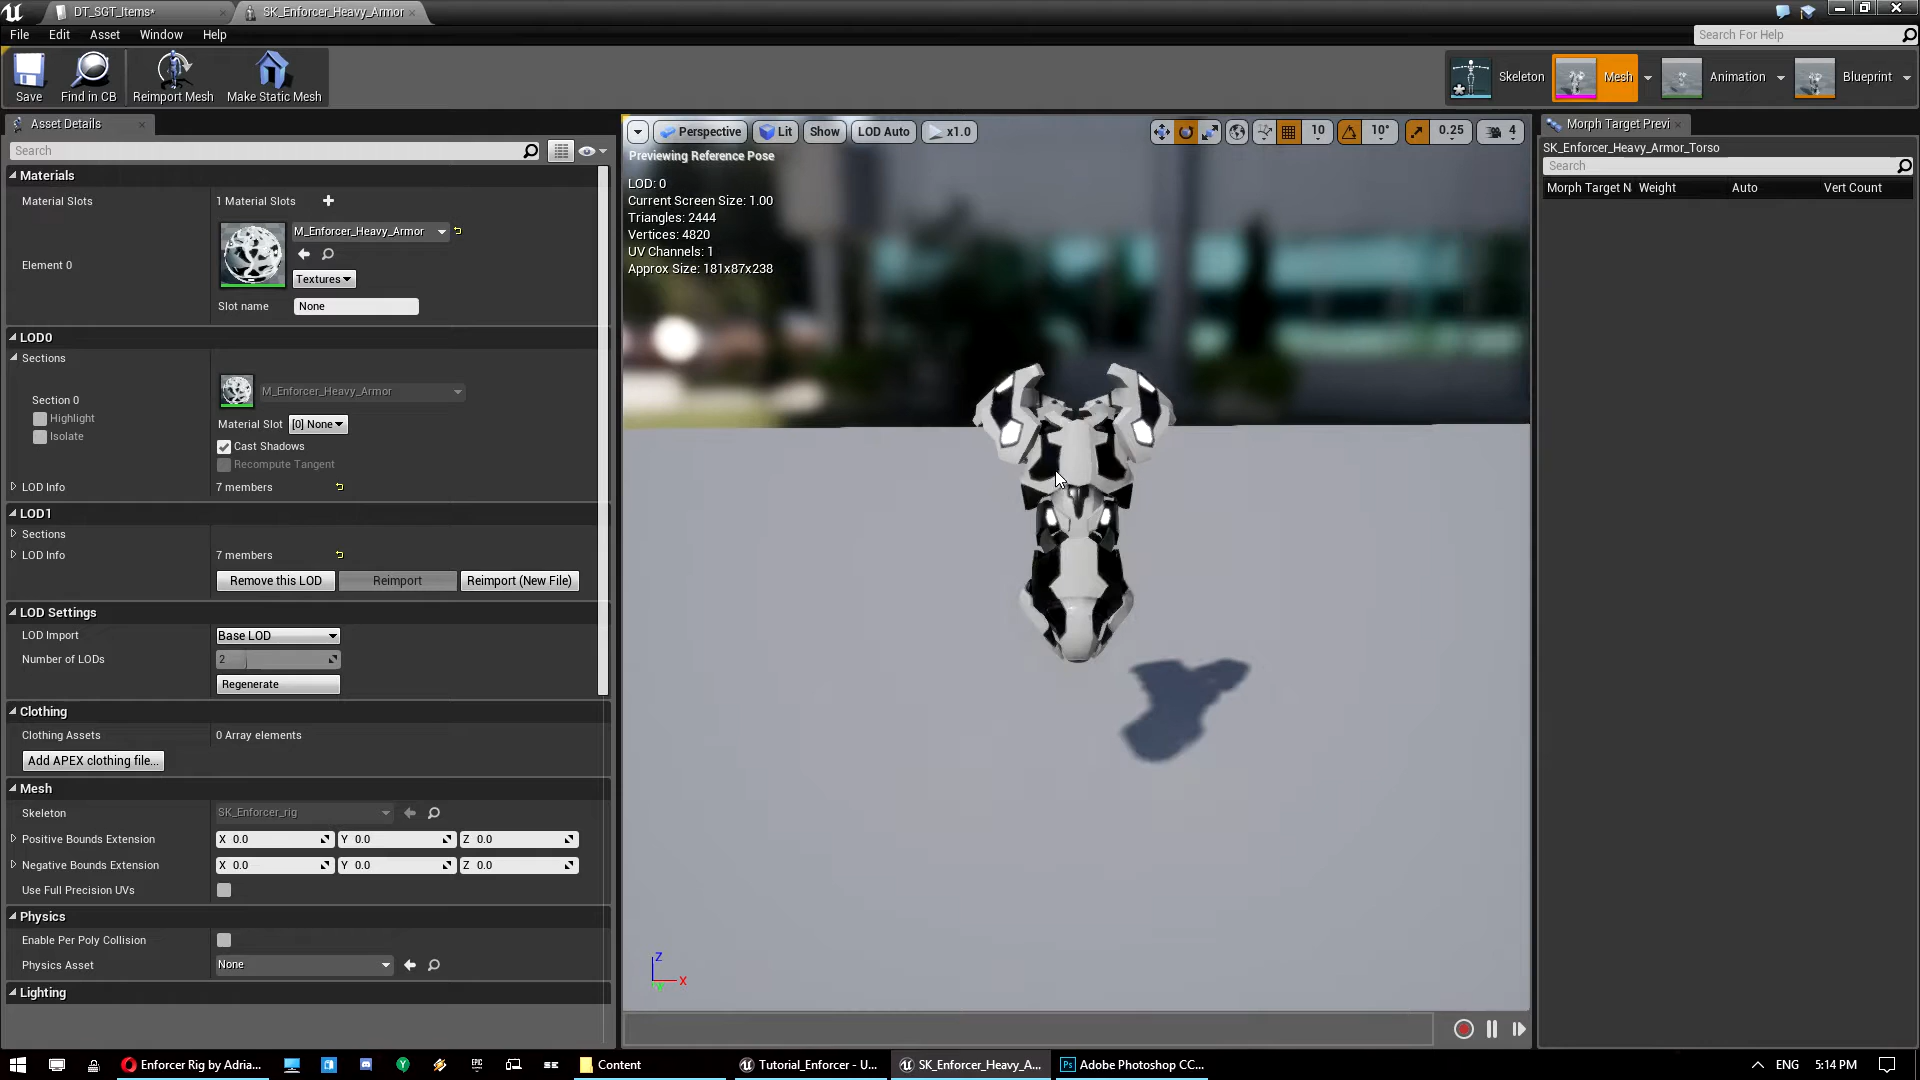 DT_SGT_Items*
SK_Enforcer_Heavy_Armor
File Edit Asset Window Help
Search For Help
Save
Find in CB
Reimport Mesh
Make Static Mesh
Skeleton
Mesh
Animation
Blueprint
Asset Details
Search
Materials
Material Slots 1 Material Slots
Element 0
M_Enforcer_Heavy_Armor
Textures
Slot name None
LOD0
Sections
Section 0
M_Enforcer_Heavy_Armor
Highlight
Isolate
Material Slot [0] None
Cast Shadows
Recompute Tangent
LOD Info 7 members
LOD1
Sections
LOD Info 7 members
Remove this LOD Reimport Reimport (New File)
LOD Settings
LOD Import Base LOD
Number of LODs 2
Regenerate
Clothing
Clothing Assets 0 Array elements
Add APEX clothing file...
Mesh
Skeleton SK_Enforcer_rig
Positive Bounds Extension X 0.0 Y 0.0 Z 0.0
Negative Bounds Extension X 0.0 Y 0.0 Z 0.0
Use Full Precision UVs
Physics
Enable Per Poly Collision
Physics Asset None
Lighting
Perspective Lit Show LOD Auto x1.0
10 10° 0.25 4
Previewing Reference Pose
LOD: 0
Current Screen Size: 1.00
Triangles: 2444
Vertices: 4820
UV Channels: 1
Approx Size: 181x87x238
Z
X
Y
Morph Target Previ
SK_Enforcer_Heavy_Armor_Torso
Search
Morph Target N Weight Auto Vert Count
Enforcer Rig by Adria...
EPIC
Content
Tutorial_Enforcer - U...
SK_Enforcer_Heavy_A...
Ps Adobe Photoshop CC...
ENG 5:14 PM